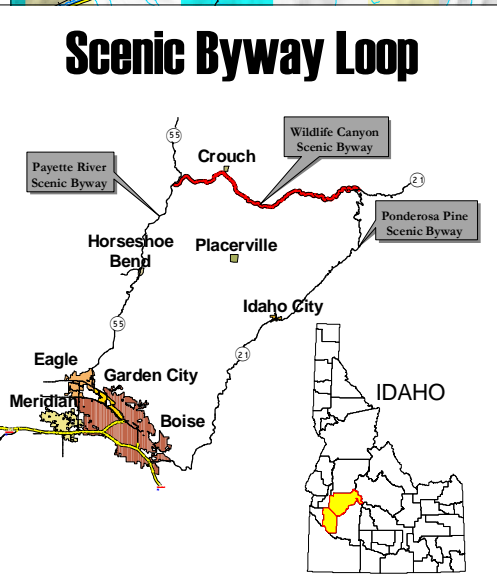 Scenic Byway Loop
55
Wildlife Canyon
Scenic Byway
Crouch
Payette River
Scenic Byway
21
Ponderosa Pine
Scenic Byway
Horseshoe
Bend
Placerville
Idaho City
55
21
Eagle
Garden City
IDAHO
Meridian
Boise